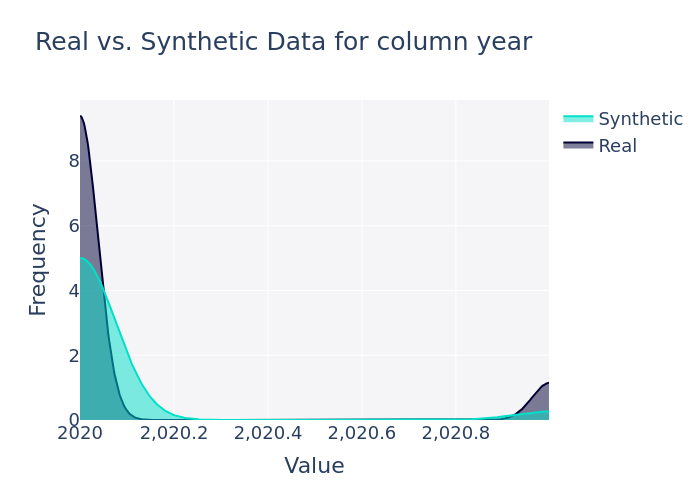 Real vs. Synthetic Data for column year
Synthetic
Real
Frequency
8
6
4
2
0
2020
2,020.2
2,020.4
2,020.6
2,020.8
Value